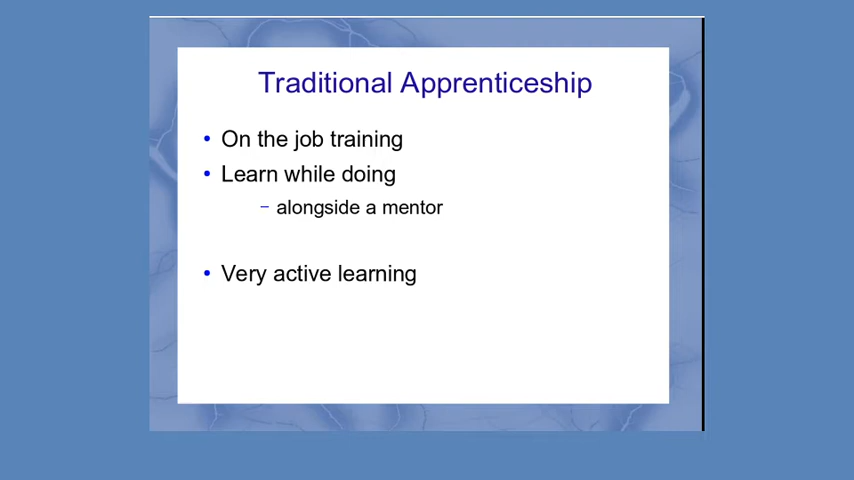 Traditional Apprenticeship
• On the job training
• Learn while doing
– alongside a mentor
• Very active learning